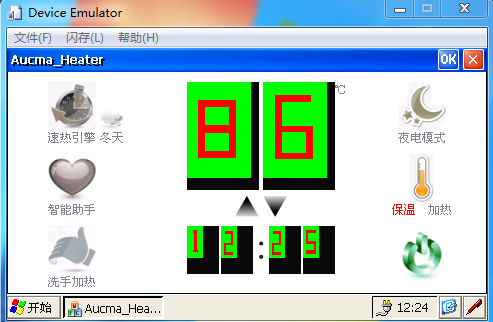 Device Emulator
文件(F) 闪存(L) 帮助(H)
Aucma_Heater OK
86 ℃
速热引擎 冬天
夜电模式
智能助手
保温 加热
12:25
洗手加热
开始 Aucma_Hea... 12:24